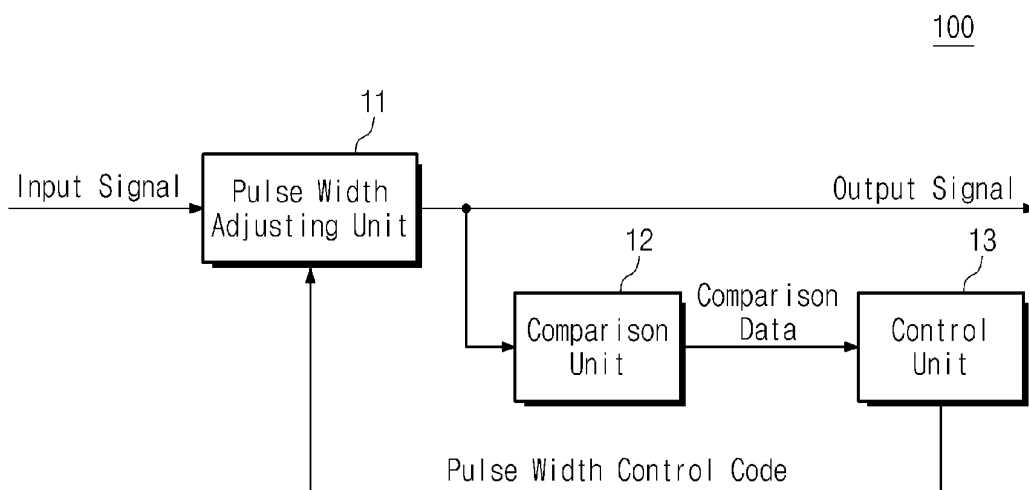 100
11
Input Signal
Pulse Width
Adjusting Unit
Output Signal
12
13
Comparison
Unit
Comparison
Data
Control
Unit
Pulse Width Control Code